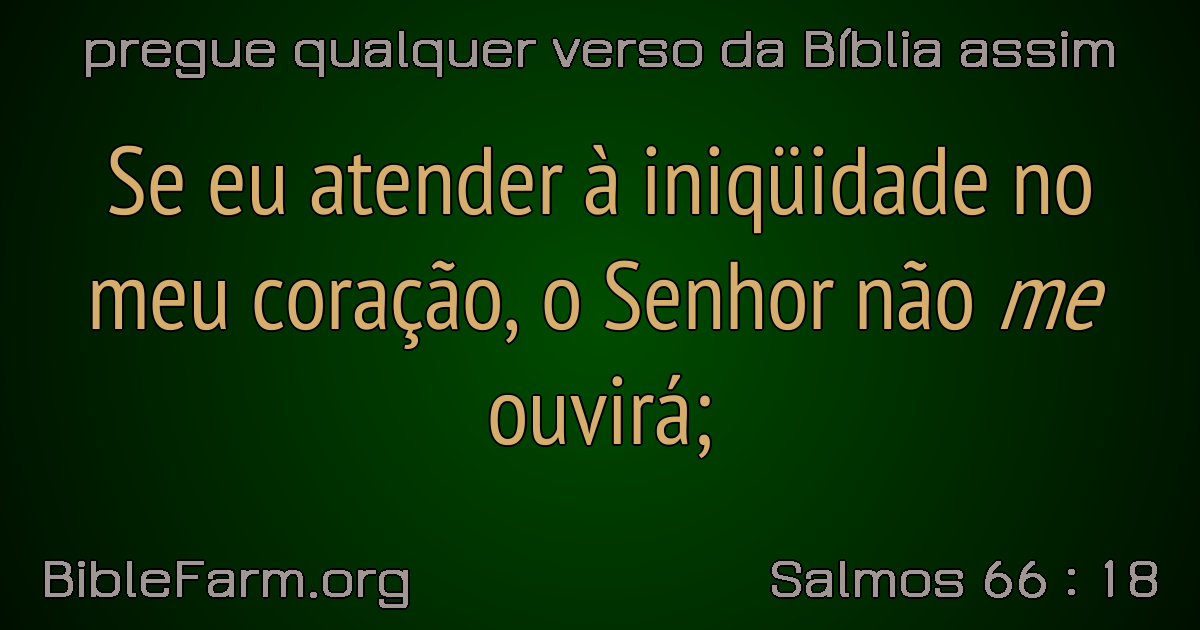 pregue qualquer verso da Bíblia assim
Se eu atender à iniqüidade no
meu coração, o Senhor não me
ouvirá;
BibleFarm.org
Salmos 66 : 18